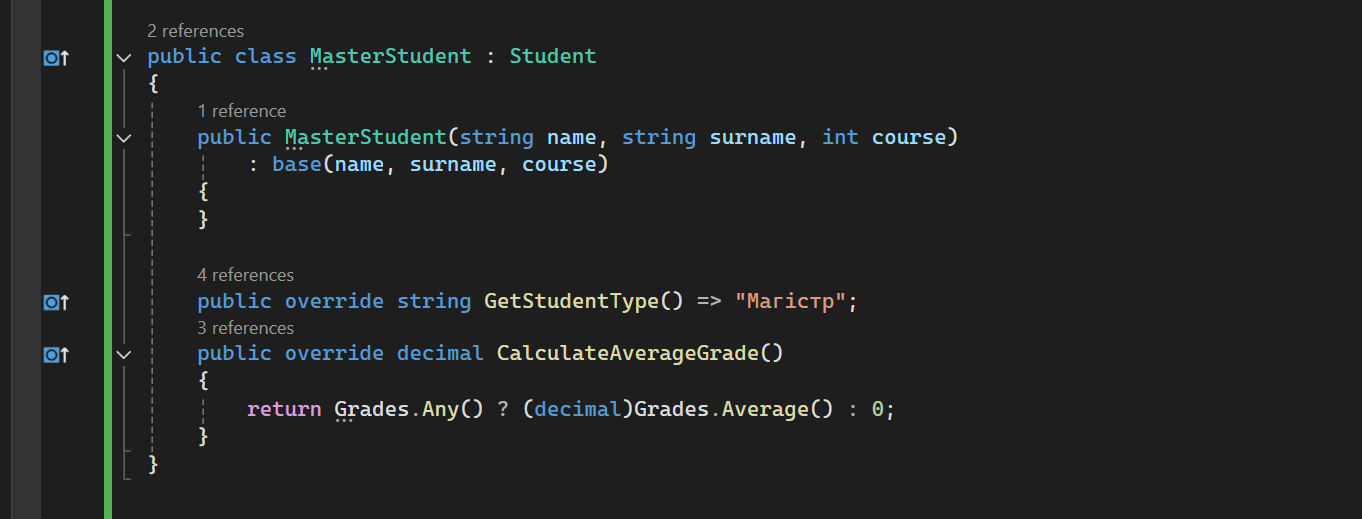 2 references
public class MasterStudent : Student
{
1 reference
public MasterStudent(string name, string surname, int course)
: base(name, surname, course)
{
}
4 references
public override string GetStudentType() => "Магістр";
3 references
public override decimal CalculateAverageGrade()
{
return Grades.Any() ? (decimal)Grades.Average() : 0;
}
}